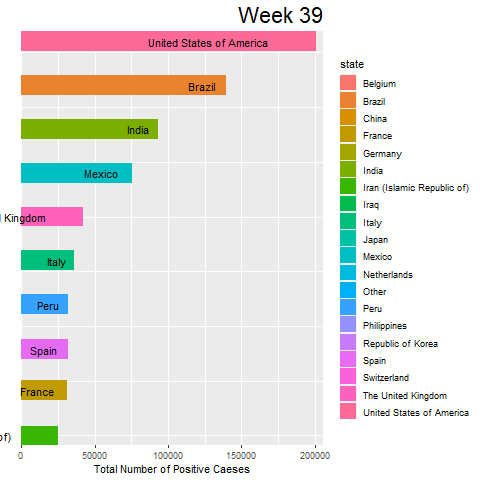 Week 39
United States of America
Brazil
India
Mexico
l Kingdom
Italy
Peru
Spain
France
of)
0 50000 100000 150000 200000
Total Number of Positive Caeses
state
Belgium
Brazil
China
France
Germany
India
Iran (Islamic Republic of)
Iraq
Italy
Japan
Mexico
Netherlands
Other
Peru
Philippines
Republic of Korea
Spain
Switzerland
The United Kingdom
United States of America